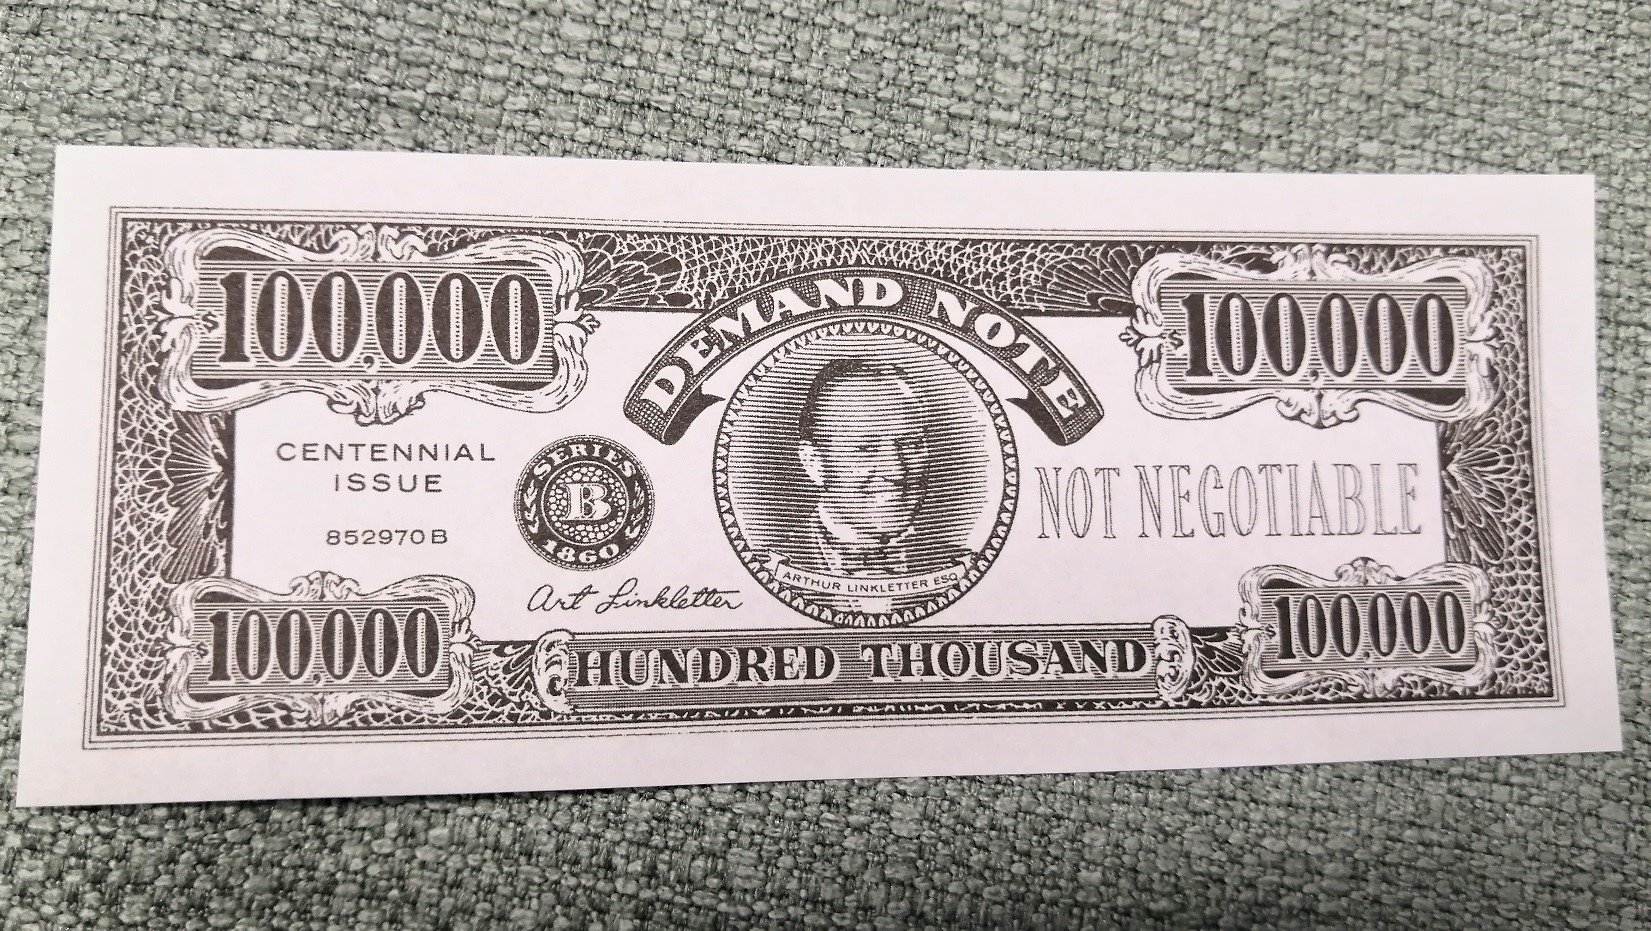 $100,000
DEMAND NOTE
$100,000
CENTENNIAL
ISSUE
852970B
SERIES
B
1860
NOT NEGOTIABLE
ARTHUR LINKLETTER ESQ
Art Linkletter
$100,000
HUNDRED THOUSAND
$100,000